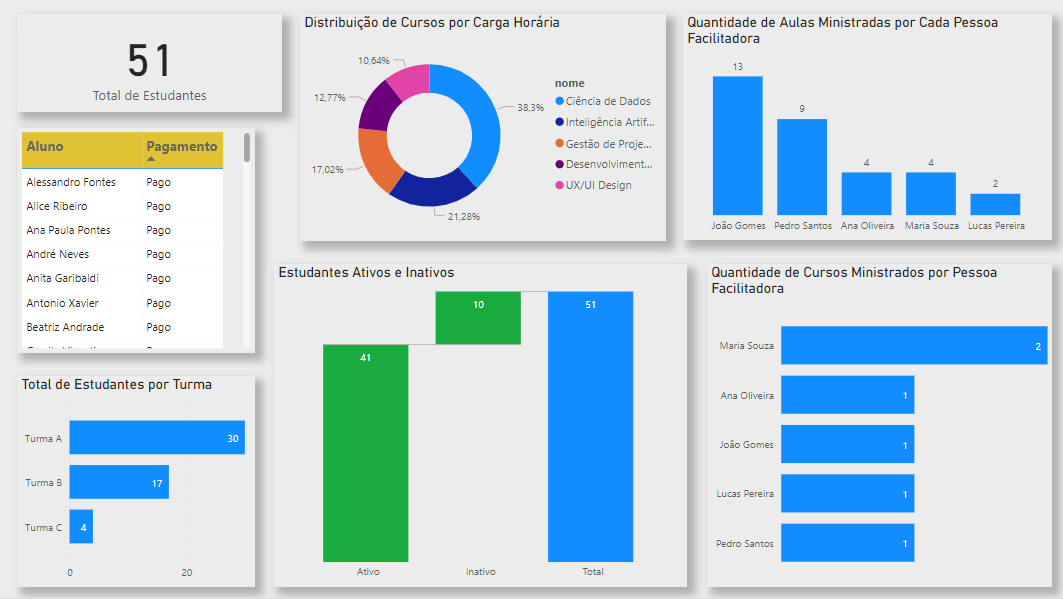 51
Total de Estudantes
Aluno Pagamento
Alessandro Fontes Pago
Alice Ribeiro Pago
Ana Paula Pontes Pago
André Neves Pago
Anita Garibaldi Pago
Antonio Xavier Pago
Beatriz Andrade Pago
Total de Estudantes por Turma
Turma A 30
Turma B 17
Turma C 4
0 20
Distribuição de Cursos por Carga Horária
10,64%
12,77%
17,02%
21,28%
38,3%
nome
Ciência de Dados
Inteligência Artif...
Gestão de Proje...
Desenvolviment...
UX/UI Design
Quantidade de Aulas Ministradas por Cada Pessoa
Facilitadora
13
9
4
4
2
João Gomes Pedro Santos Ana Oliveira Maria Souza Lucas Pereira
Estudantes Ativos e Inativos
41
10
51
Ativo Inativo Total
Quantidade de Cursos Ministrados por Pessoa
Facilitadora
Maria Souza 2
Ana Oliveira 1
João Gomes 1
Lucas Pereira 1
Pedro Santos 1